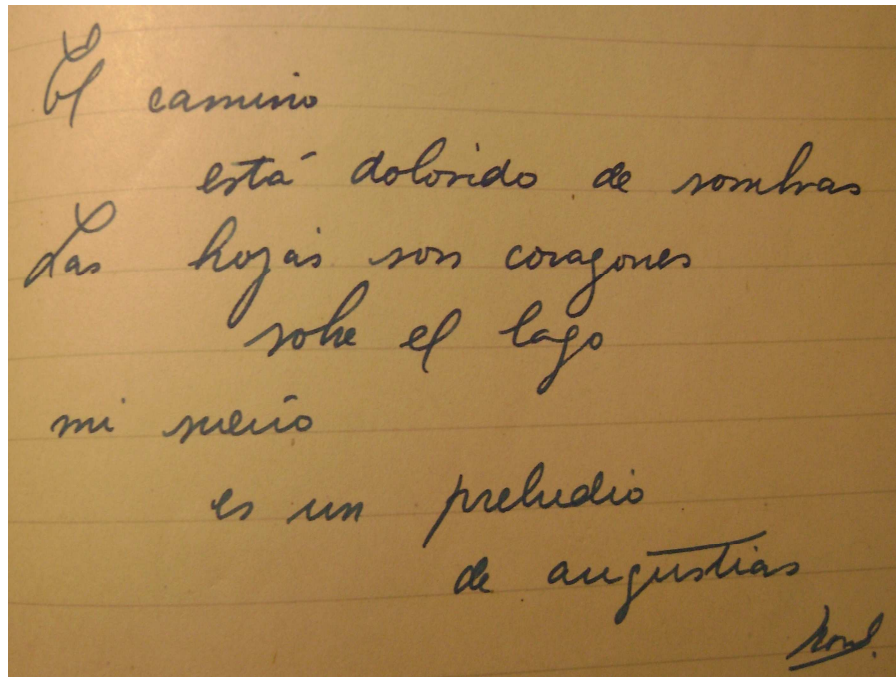 El camino
está dolorido de sombras
Las hojas son corazones
sobre el lago
mi sueño
es un preludio
de angustias